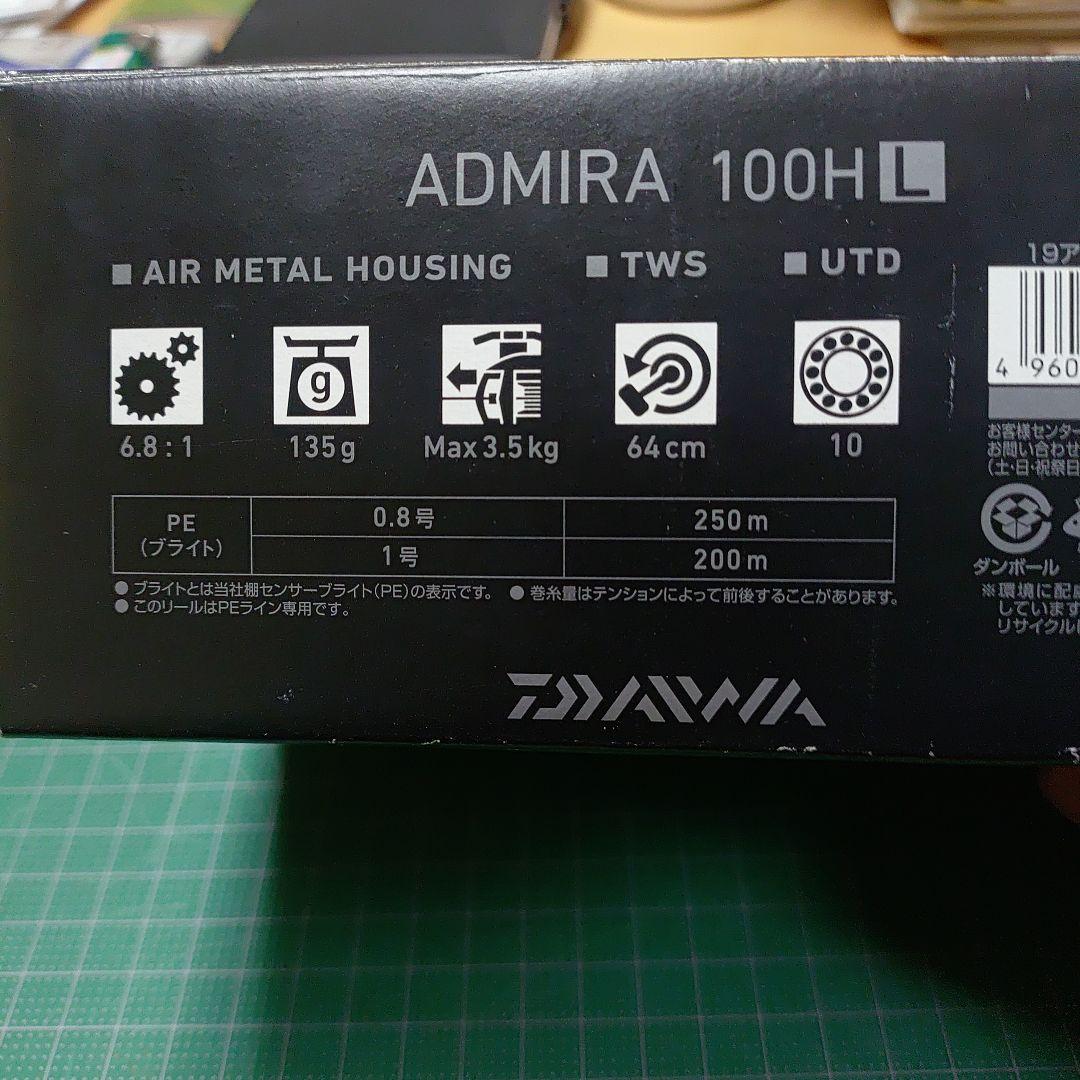 ADMIRA 100H L
■ AIR METAL HOUSING ■ TWS ■ UTD
g
6.8 : 1 135g Max 3.5kg 64cm 10
PE
(ブライト)
0.8号 250m
1号 200m
● ブライトとは当社棚センサーブライト(PE)の表示です。 ● 巻糸量はテンションによって前後することがあります。
● このリールはPEライン専用です。
DAIWA
19ア
4 960
お客様センター
お問い合わせ
(土・日・祝祭日
ダンボール
※環境に配慮
しています
リサイクルに